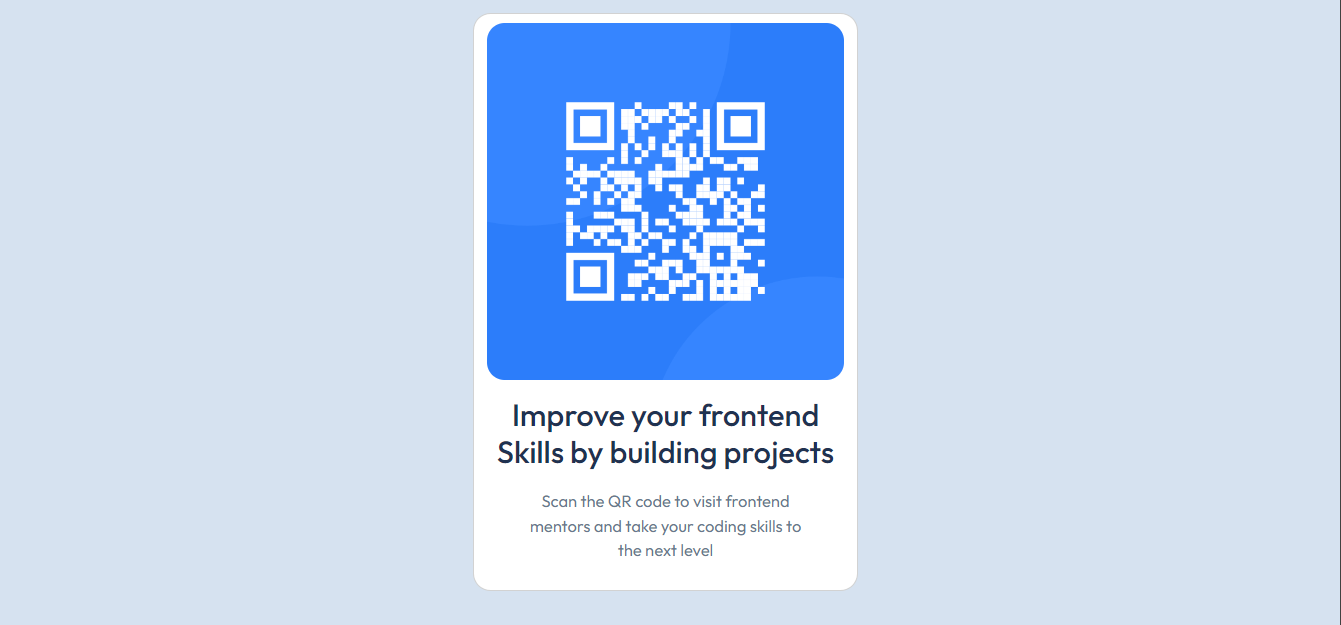 Improve your frontend
Skills by building projects
Scan the QR code to visit frontend
mentors and take your coding skills to
the next level